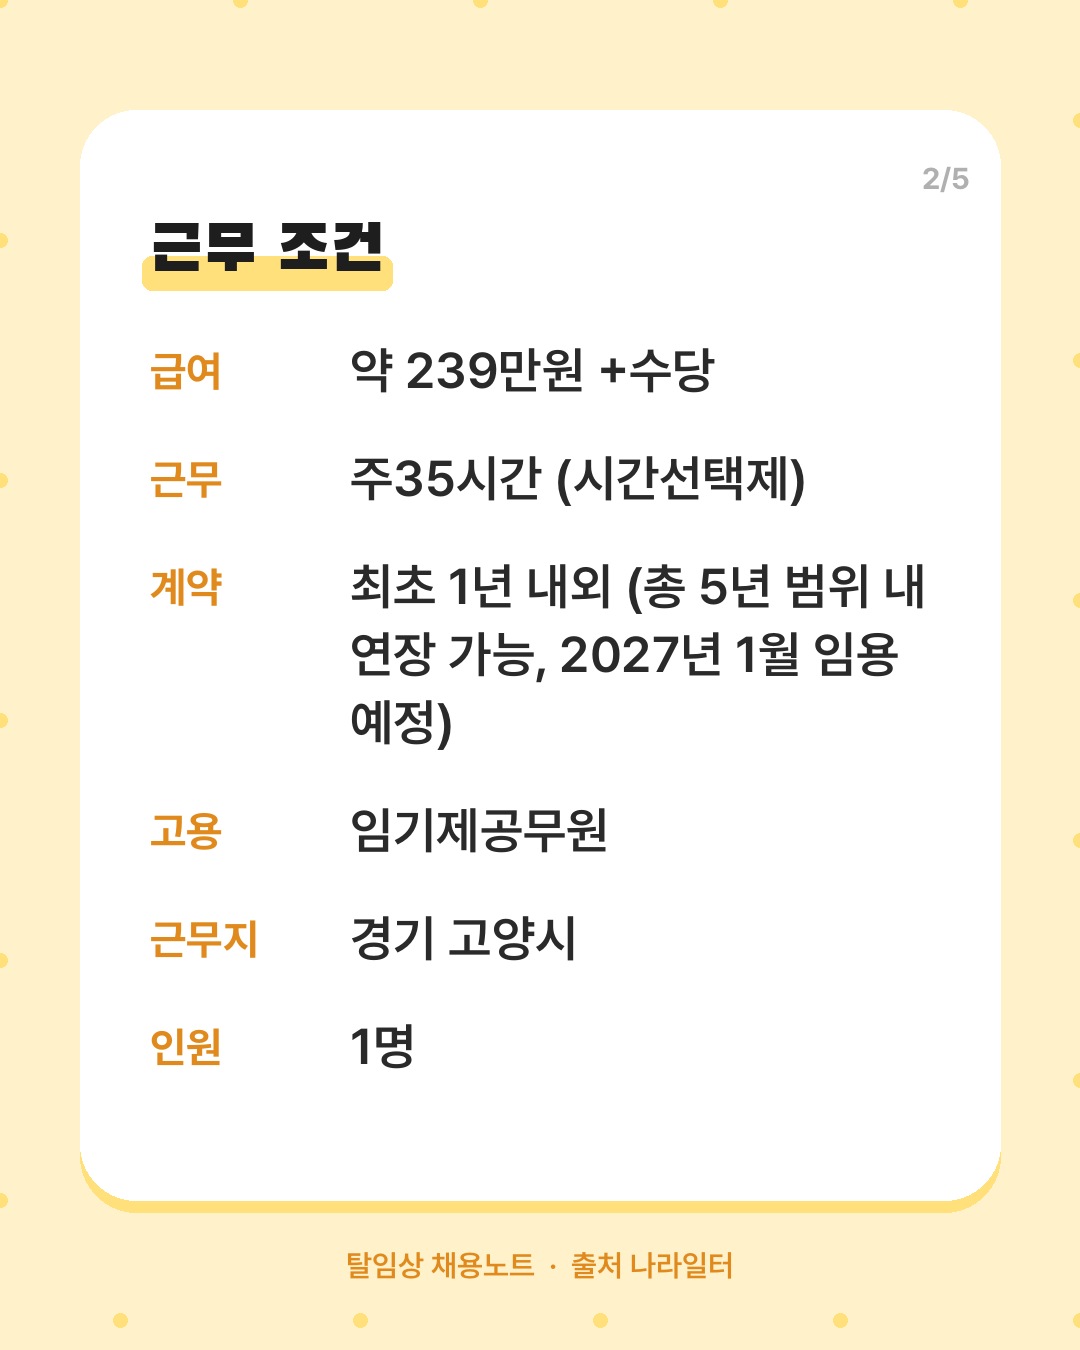 2/5
근무 조건
급여 약 239만원 +수당
근무 주35시간 (시간선택제)
계약 최초 1년 내외 (총 5년 범위 내
연장 가능, 2027년 1월 임용
예정)
고용 임기제공무원
근무지 경기 고양시
인원 1명
탈임상 채용노트 · 출처 나라일터